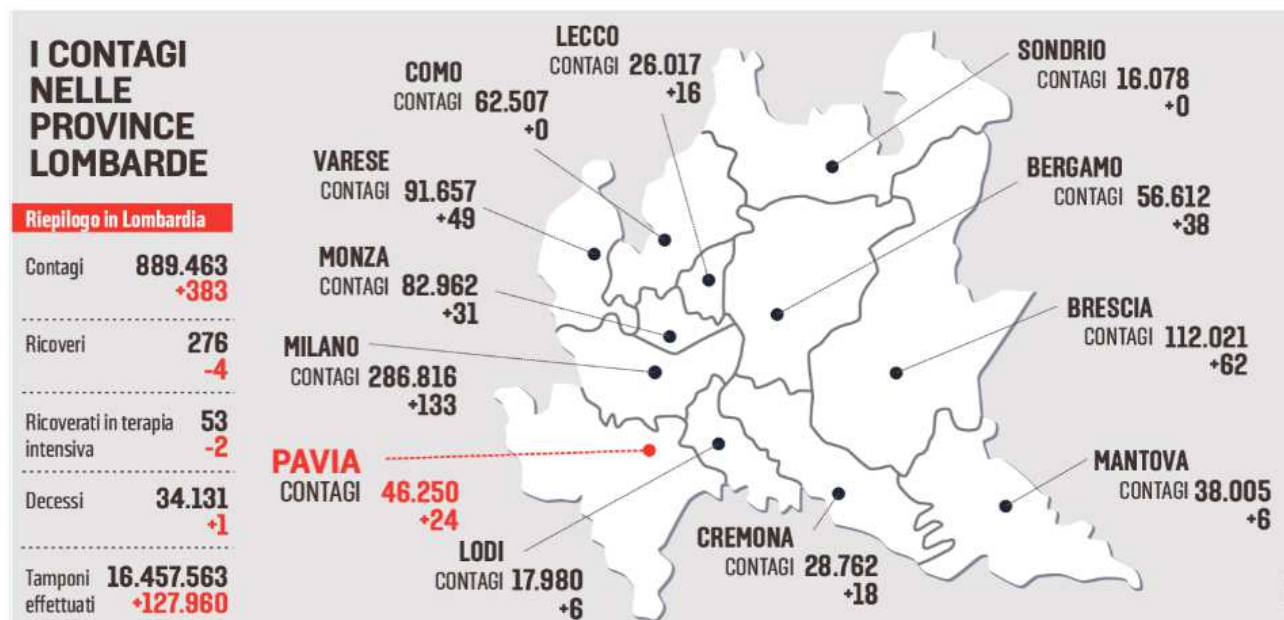 I CONTAGI
NELLE
PROVINCE
LOMBARDE
Riepilogo in Lombardia
Contagi 889.463
+383
Ricoveri 276
-4
Ricoverati in terapia intensiva 53
-2
Decessi 34.131
+1
Tamponi effettuati 16.457.563
+127.960
LECCO
CONTAGI 26.017
+16
COMO
CONTAGI 62.507
+0
VARESE
CONTAGI 91.657
+49
MONZA
CONTAGI 82.962
+31
MILANO
CONTAGI 286.816
+133
PAVIA
CONTAGI 46.250
+24
LODI
CONTAGI 17.980
+6
CREMONA
CONTAGI 28.762
+18
SONDRIO
CONTAGI 16.078
+0
BERGAMO
CONTAGI 56.612
+38
BRESCIA
CONTAGI 112.021
+62
MANTOVA
CONTAGI 38.005
+6